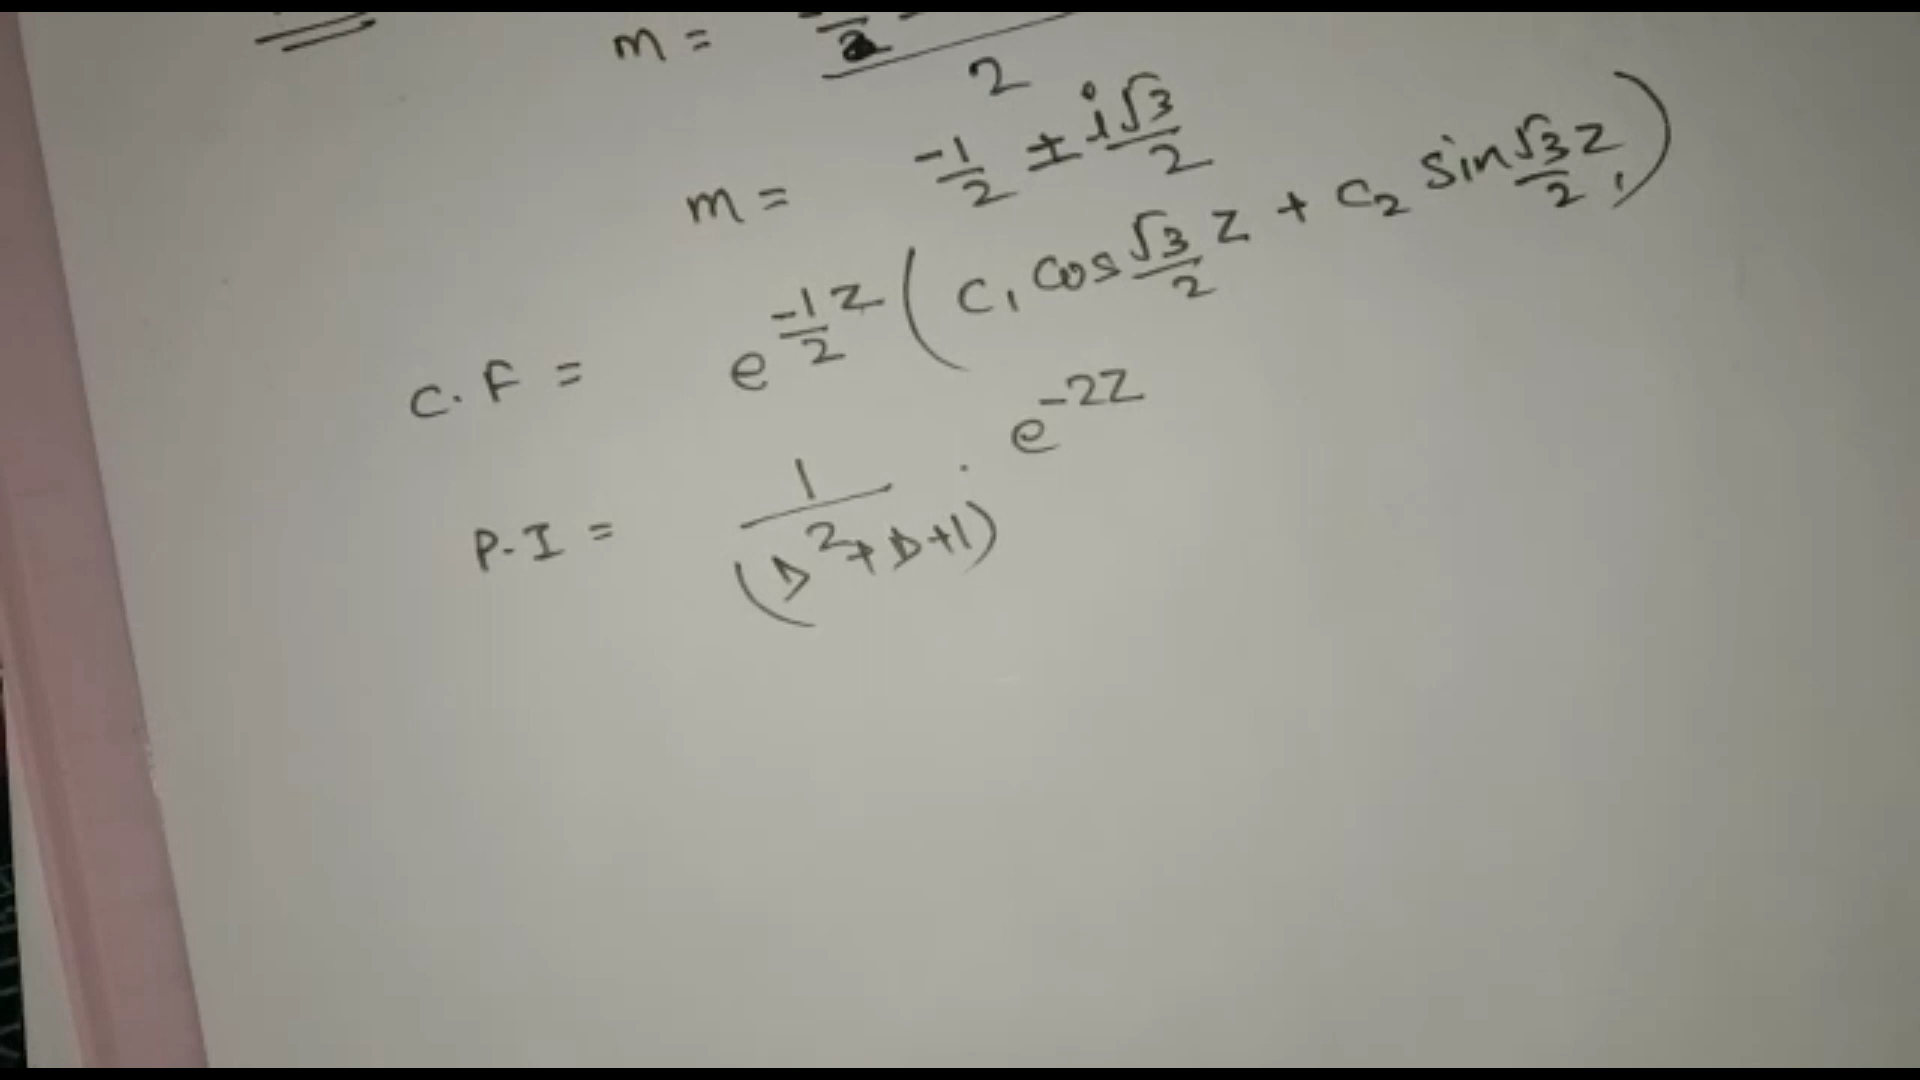 m = 2
m = -1/2 ± i√3/2
C.F = e^(-1/2 z) (C₁ cos √3/2 z + C₂ sin √3/2 z)
P.I = 1/(D²+D+1) . e^(-2z)